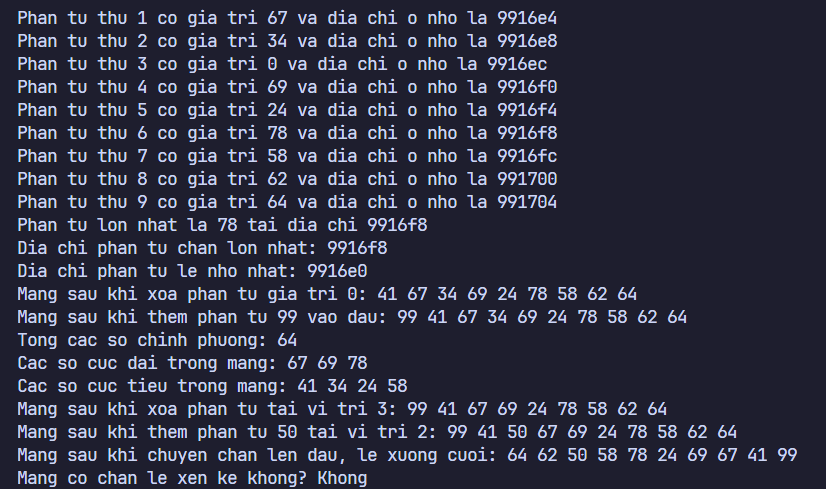 Phan tu thu 1 co gia tri 67 va dia chi o nho la 9916e4
Phan tu thu 2 co gia tri 34 va dia chi o nho la 9916e8
Phan tu thu 3 co gia tri 0 va dia chi o nho la 9916ec
Phan tu thu 4 co gia tri 69 va dia chi o nho la 9916f0
Phan tu thu 5 co gia tri 24 va dia chi o nho la 9916f4
Phan tu thu 6 co gia tri 78 va dia chi o nho la 9916f8
Phan tu thu 7 co gia tri 58 va dia chi o nho la 9916fc
Phan tu thu 8 co gia tri 62 va dia chi o nho la 991700
Phan tu thu 9 co gia tri 64 va dia chi o nho la 991704
Phan tu lon nhat la 78 tai dia chi 9916f8
Dia chi phan tu chan lon nhat: 9916f8
Dia chi phan tu le nho nhat: 9916e0
Mang sau khi xoa phan tu gia tri 0: 41 67 34 69 24 78 58 62 64
Mang sau khi them phan tu 99 vao dau: 99 41 67 34 69 24 78 58 62 64
Tong cac so chinh phuong: 64
Cac so cuc dai trong mang: 67 69 78
Cac so cuc tieu trong mang: 41 34 24 58
Mang sau khi xoa phan tu tai vi tri 3: 99 41 67 69 24 78 58 62 64
Mang sau khi them phan tu 50 tai vi tri 2: 99 41 50 67 69 24 78 58 62 64
Mang sau khi chuyen chan len dau, le xuong cuoi: 64 62 50 58 78 24 69 67 41 99
Mang co chan le xen ke khong? Khong